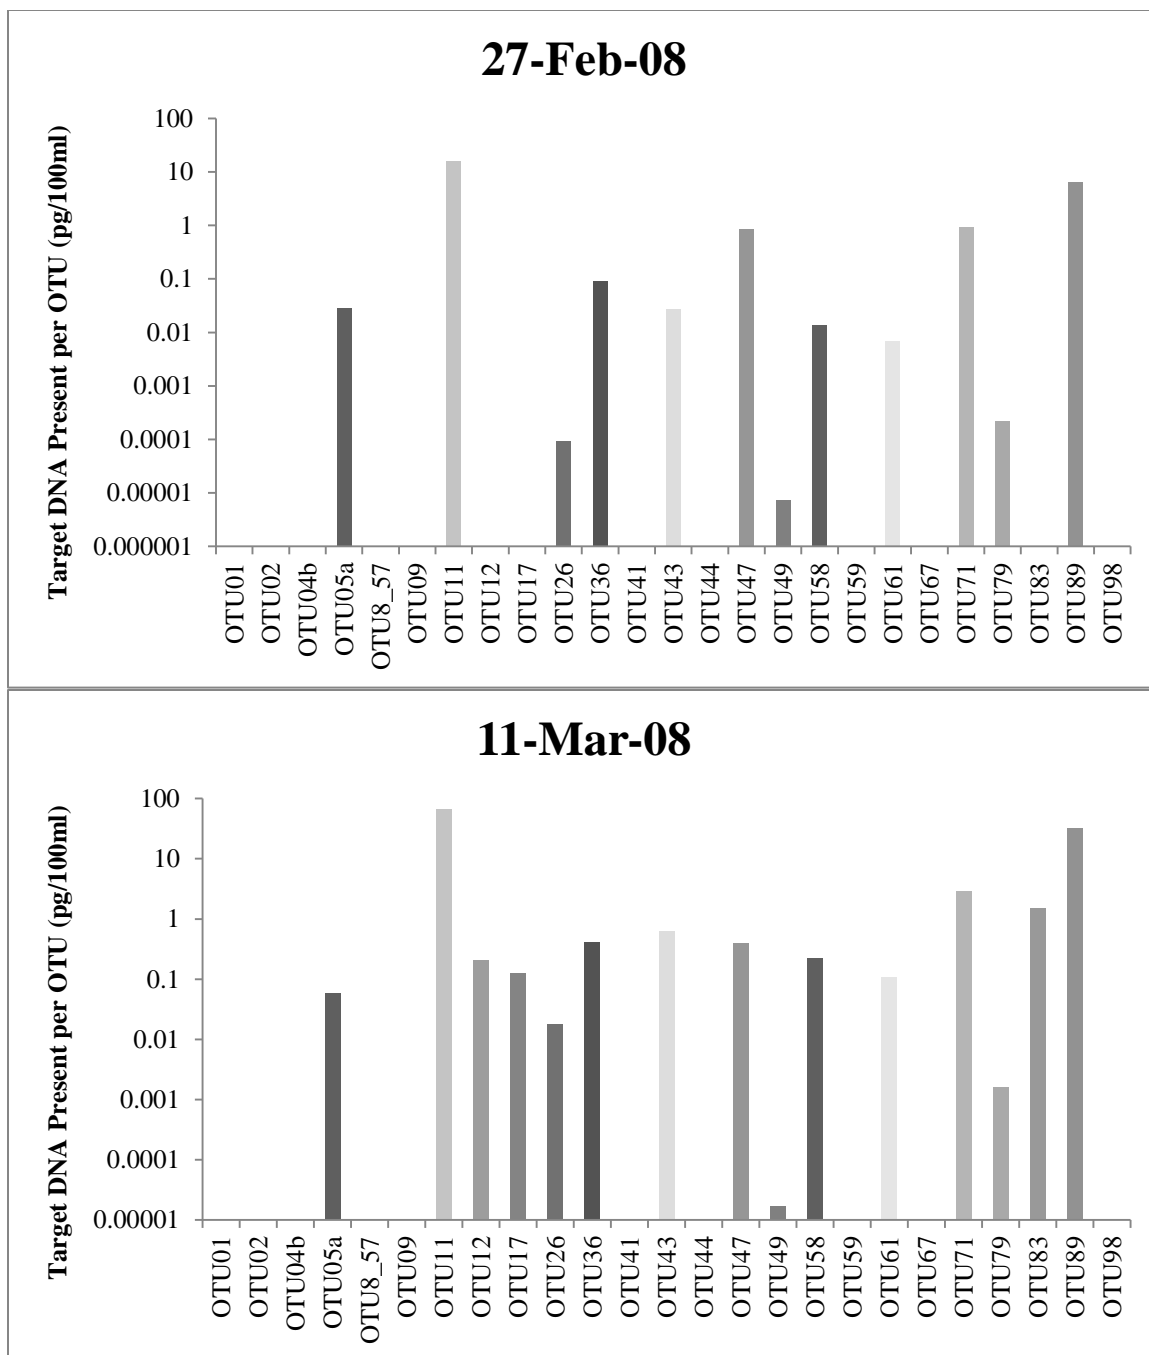 27-Feb-08
Target DNA Present per OTU (pg/100ml)
100
10
1
0.1
0.01
0.001
0.0001
0.00001
0.000001
OTU01
OTU02
OTU04b
OTU05a
OTU8_57
OTU09
OTU11
OTU12
OTU17
OTU26
OTU36
OTU41
OTU43
OTU44
OTU47
OTU49
OTU58
OTU59
OTU61
OTU67
OTU71
OTU79
OTU83
OTU89
OTU98
11-Mar-08
Target DNA Present per OTU (pg/100ml)
100
10
1
0.1
0.01
0.001
0.0001
0.00001
OTU01
OTU02
OTU04b
OTU05a
OTU8_57
OTU09
OTU11
OTU12
OTU17
OTU26
OTU36
OTU41
OTU43
OTU44
OTU47
OTU49
OTU58
OTU59
OTU61
OTU67
OTU71
OTU79
OTU83
OTU89
OTU98